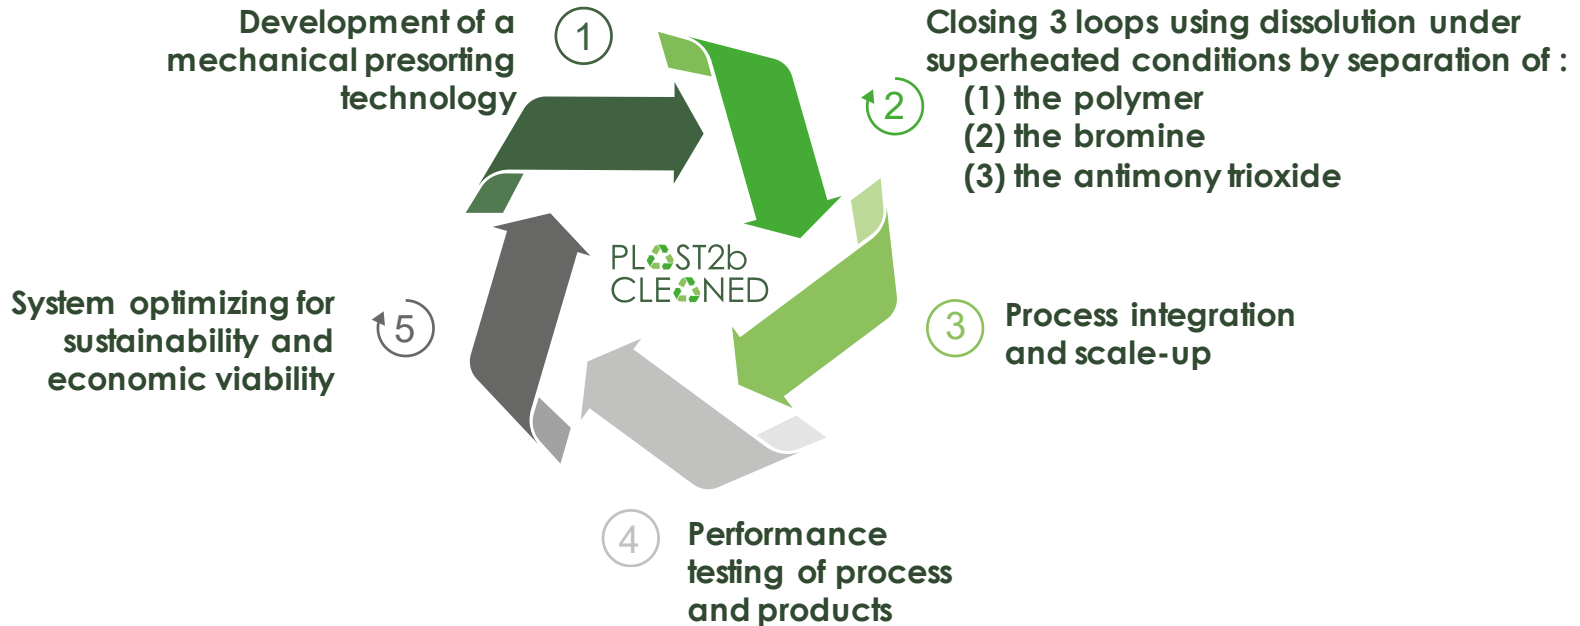 1
Development of a
mechanical presorting
technology
2
Closing 3 loops using dissolution under
superheated conditions by separation of :
(1) the polymer
(2) the bromine
(3) the antimony trioxide
PLAST2b
CLEANED
3
Process integration
and scale-up
4
Performance
testing of process
and products
5
System optimizing for
sustainability and
economic viability